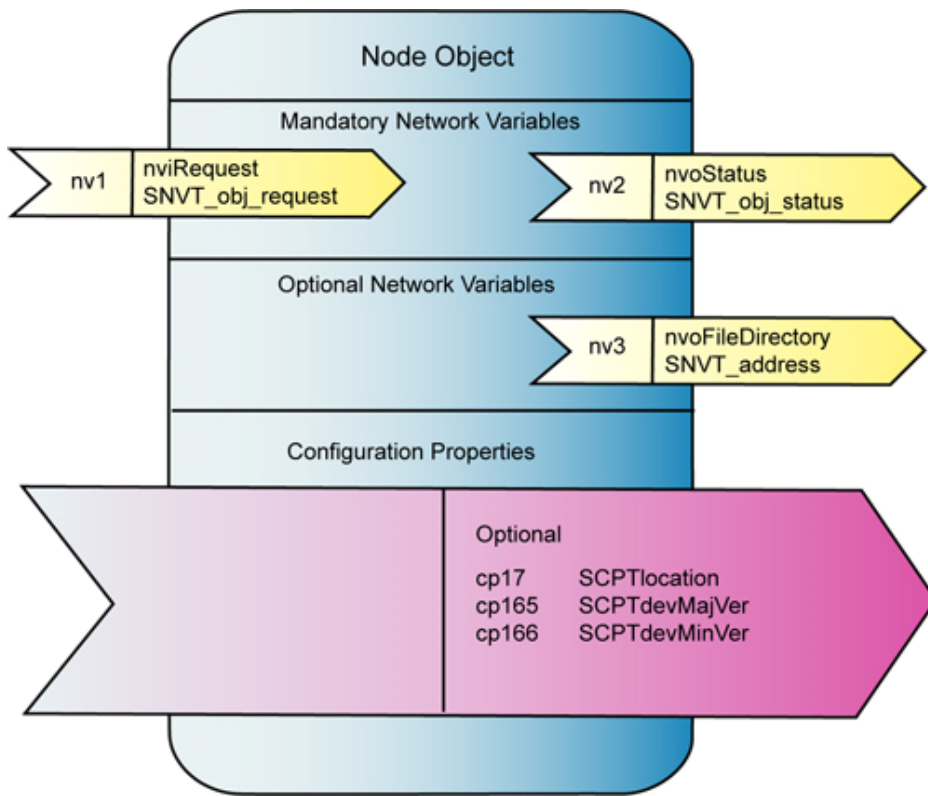 Node Object
Mandatory Network Variables
nv1
nviRequest
SNVT_obj_request
nv2
nvoStatus
SNVT_obj_status
Optional Network Variables
nv3
nvoFileDirectory
SNVT_address
Configuration Properties
Optional
cp17 SCPTlocation
cp165 SCPTdevMajVer
cp166 SCPTdevMinVer